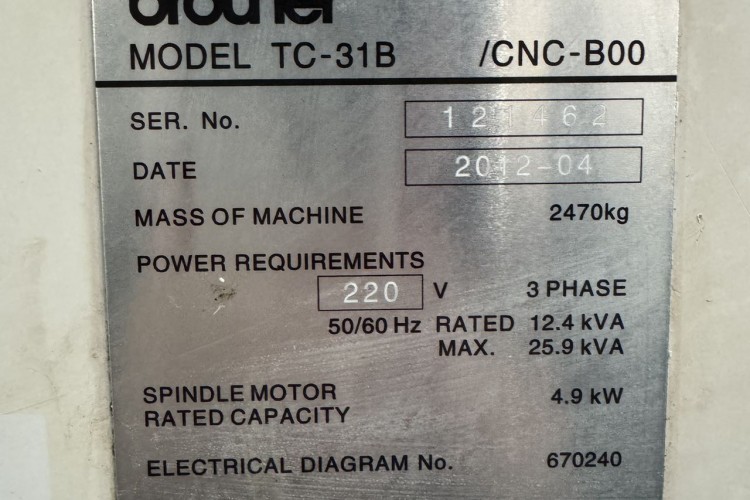 brother
MODEL TC-31B /CNC-B00
SER. No. 121462
DATE 2012-04
MASS OF MACHINE 2470kg
POWER REQUIREMENTS
220 V 3 PHASE
50/60 Hz RATED 12.4 kVA
MAX. 25.9 kVA
SPINDLE MOTOR 4.9 kW
RATED CAPACITY
ELECTRICAL DIAGRAM No. 670240